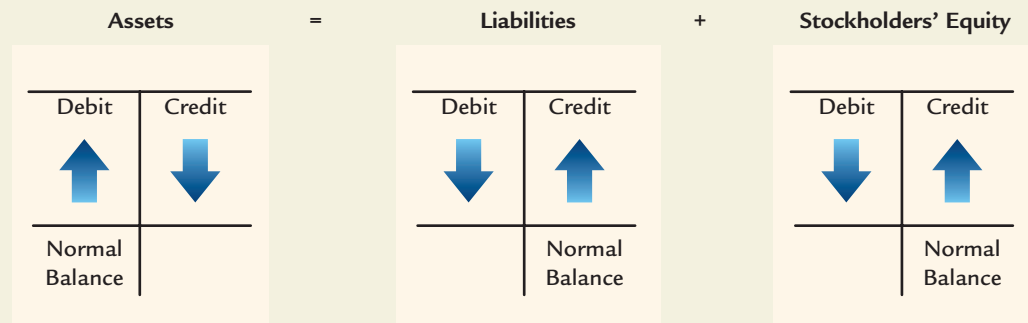 Assets = Liabilities + Stockholders’ Equity
Debit Credit
Debit Credit
Debit Credit
Normal
Balance
Normal
Balance
Normal
Balance